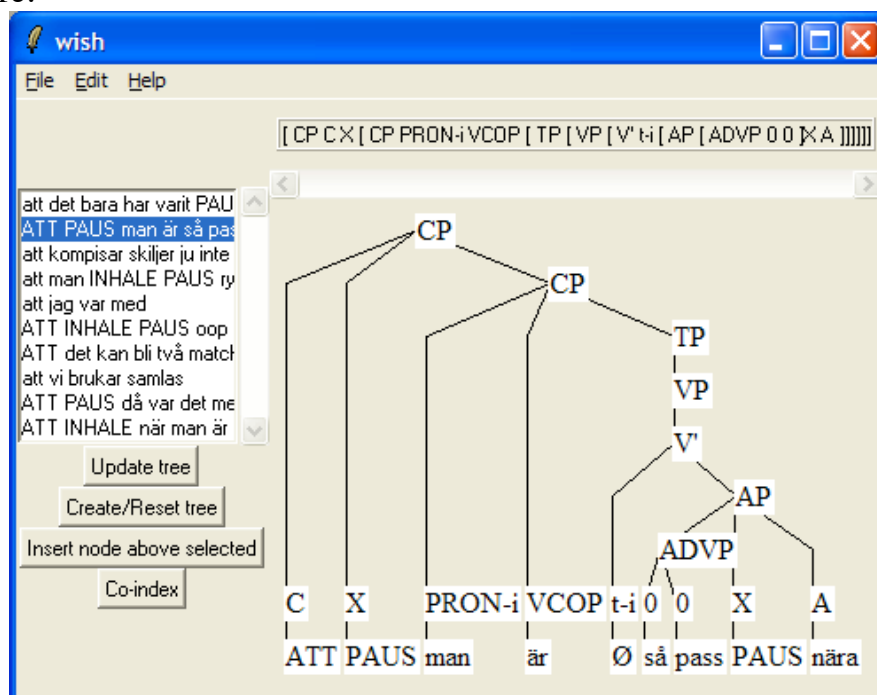 re.
wish
File Edit Help
[ CP C X [ CP PRON-i VCOP [ TP [ VP [ V' t-i [ AP [ ADVP 0 0 ]X A ]]]]]]
att det bara har varit PAU
ATT PAUS man är så pas
att kompisar skiljer ju inte
att man INHALE PAUS ry
att jag var med
ATT INHALE PAUS oop
ATT det kan bli två match
att vi brukar samlas
ATT PAUS då var det me
ATT INHALE när man är
Update tree
Create/Reset tree
Insert node above selected
Co-index
CP
CP
TP
VP
V'
AP
ADVP
C X PRON-i VCOP t-i 0 0 X A
ATT PAUS man är Ø så pass PAUS nära